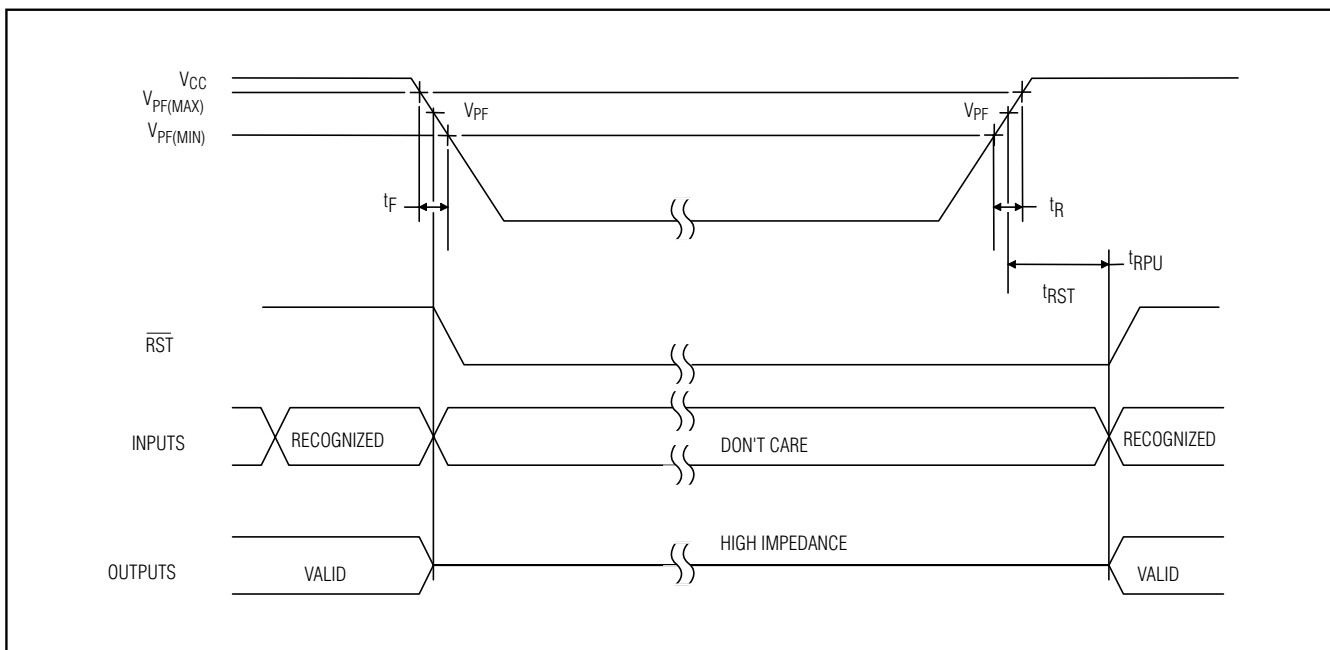 VCC
VPF(MAX)
VPF VPF
VPF(MIN)
tF tR
tRPU
tRST
RST
INPUTS RECOGNIZED DON'T CARE RECOGNIZED
HIGH IMPEDANCE
OUTPUTS VALID VALID